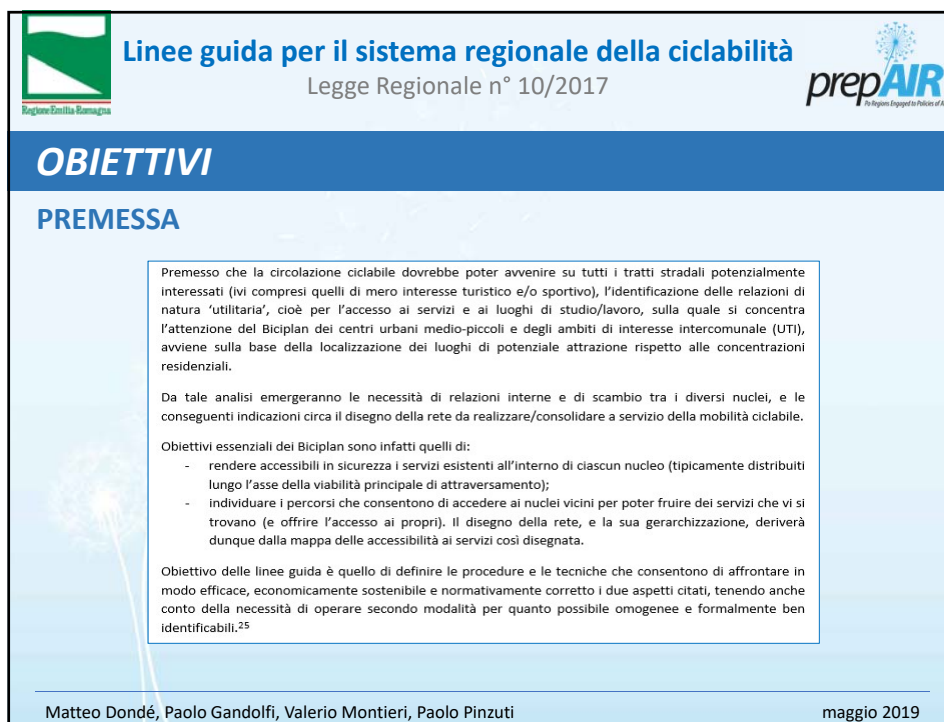 Linee guida per il sistema regionale della ciclabilità
Legge Regionale n° 10/2017
RegioneEmilia-Romagna
prepAIR
Po Regions Engaged to Policies of A
OBIETTIVI
PREMESSA
Premesso che la circolazione ciclabile dovrebbe poter avvenire su tutti i tratti stradali potenzialmente
interessati (ivi compresi quelli di mero interesse turistico e/o sportivo), l'identificazione delle relazioni di
natura 'utilitaria', cioè per l'accesso ai servizi e ai luoghi di studio/lavoro, sulla quale si concentra
l'attenzione del Biciplan dei centri urbani medio-piccoli e degli ambiti di interesse intercomunale (UTI),
avviene sulla base della localizzazione dei luoghi di potenziale attrazione rispetto alle concentrazioni
residenziali.
Da tale analisi emergeranno le necessità di relazioni interne e di scambio tra i diversi nuclei, e le
conseguenti indicazioni circa il disegno della rete da realizzare/consolidare a servizio della mobilità ciclabile.
Obiettivi essenziali dei Biciplan sono infatti quelli di:
- rendere accessibili in sicurezza i servizi esistenti all'interno di ciascun nucleo (tipicamente distribuiti
lungo l'asse della viabilità principale di attraversamento);
- individuare i percorsi che consentono di accedere ai nuclei vicini per poter fruire dei servizi che vi si
trovano (e offrire l'accesso ai propri). Il disegno della rete, e la sua gerarchizzazione, deriverà
dunque dalla mappa delle accessibilità ai servizi così disegnata.
Obiettivo delle linee guida è quello di definire le procedure e le tecniche che consentono di affrontare in
modo efficace, economicamente sostenibile e normativamente corretto i due aspetti citati, tenendo anche
conto della necessità di operare secondo modalità per quanto possibile omogenee e formalmente ben
identificabili.25
Matteo Dondé, Paolo Gandolfi, Valerio Montieri, Paolo Pinzuti
maggio 2019